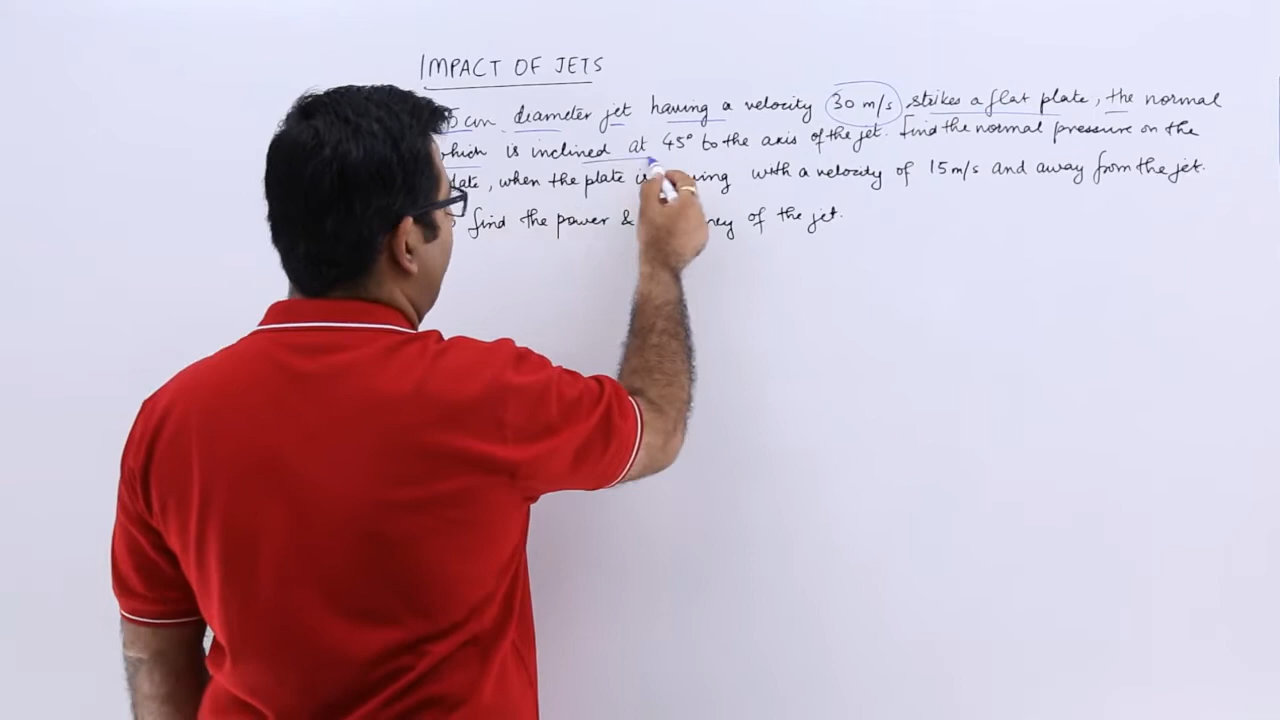 IMPACT OF JETS
5 cm diameter jet having a velocity 30 m/s strikes a flat plate, the normal
which is inclined at 45° to the axis of the jet. Find the normal pressure on the
when the plate is with a velocity of 15 m/s and away from the jet.
find the power & of the jet.